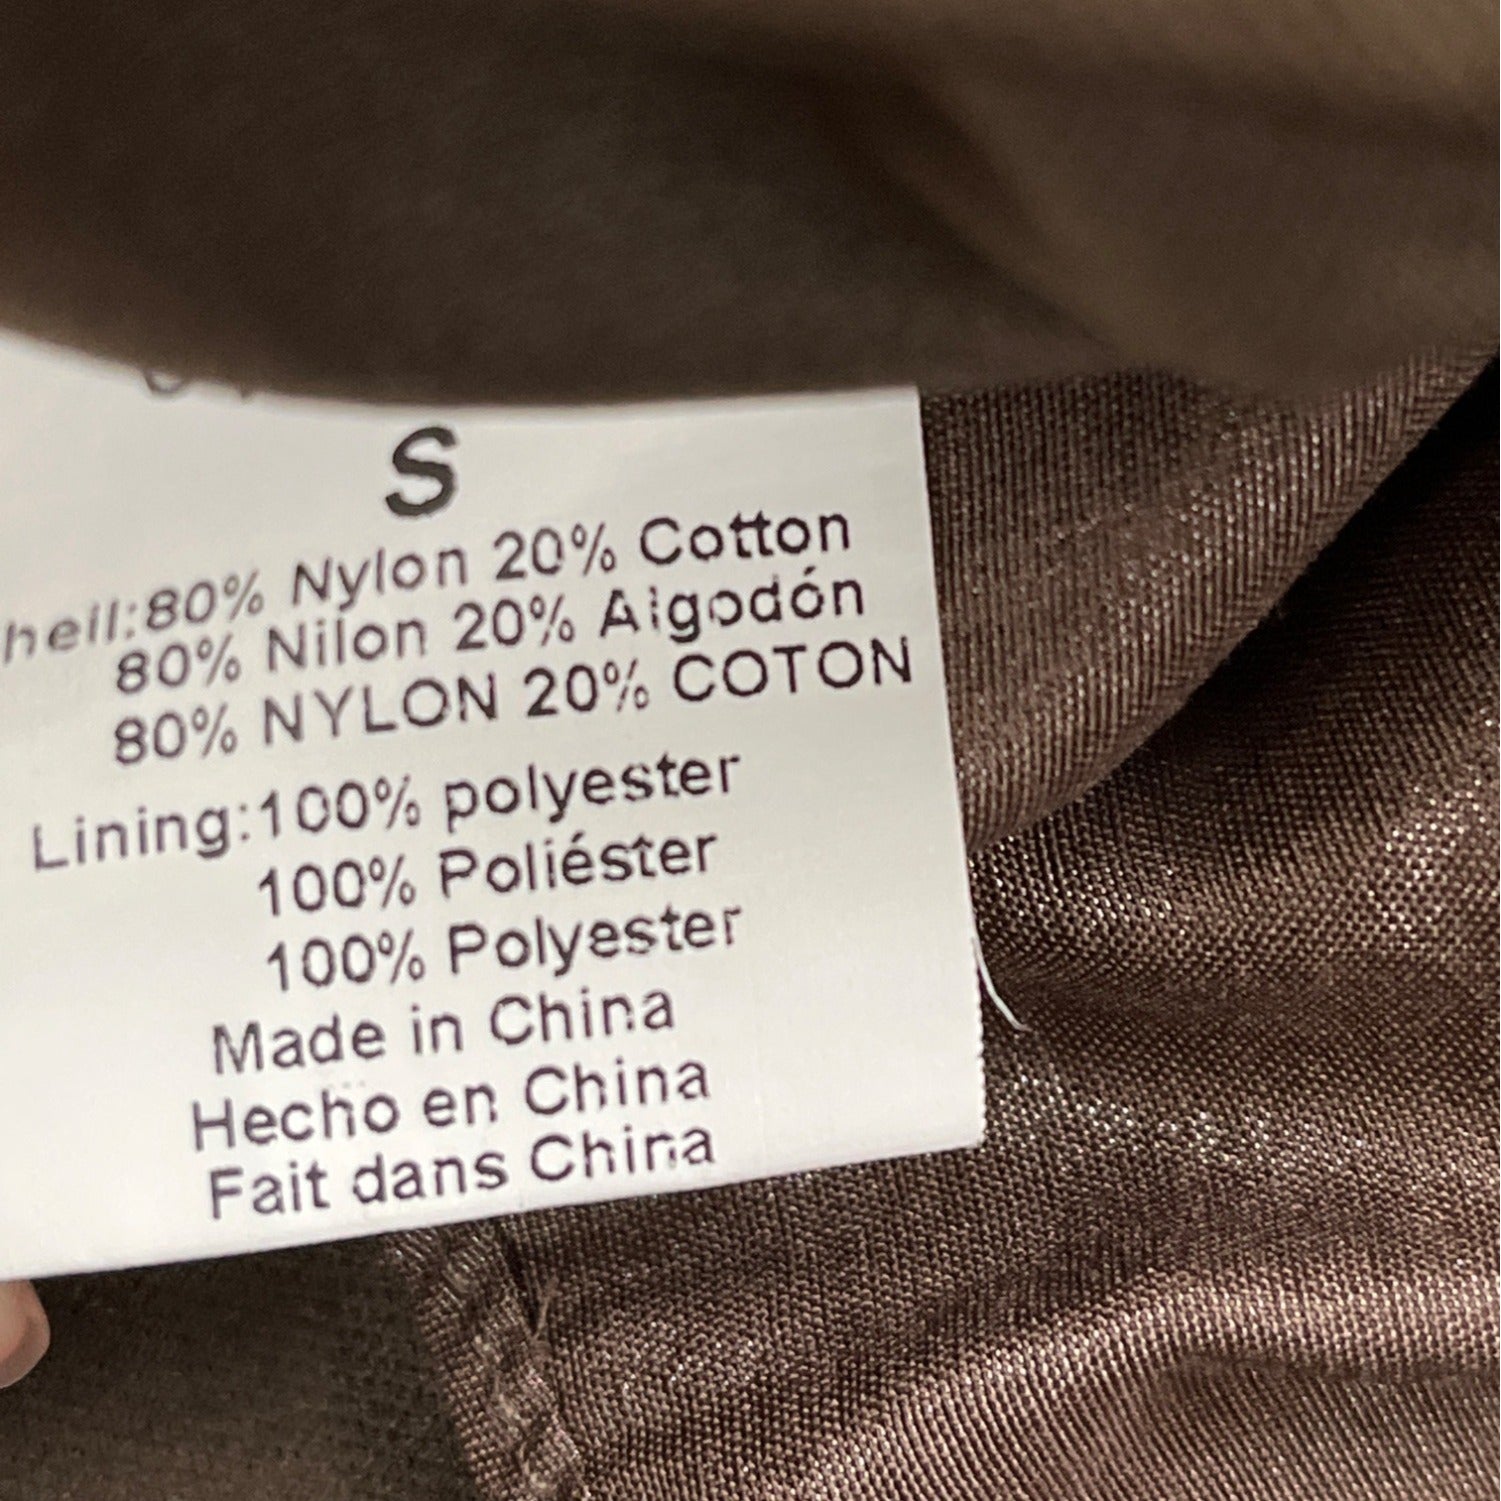 S
hell:80% Nylon 20% Cotton
80% Nilon 20% Algodón
80% NYLON 20% COTON
Lining:100% polyester
100% Poliéster
100% Polyester
Made in China
Hecho en China
Fait dans China